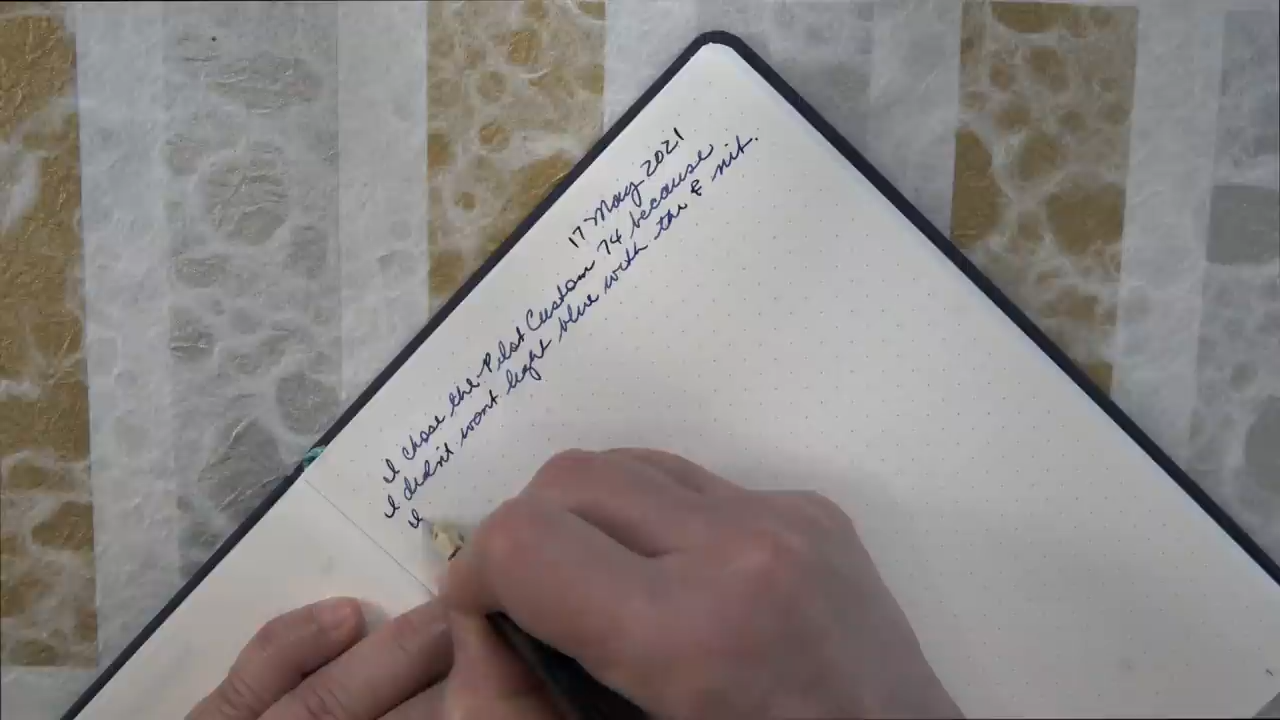 17 May 2021
I chose the Pilot Custom 74 because
I didn't want light blue with the F nib.
I